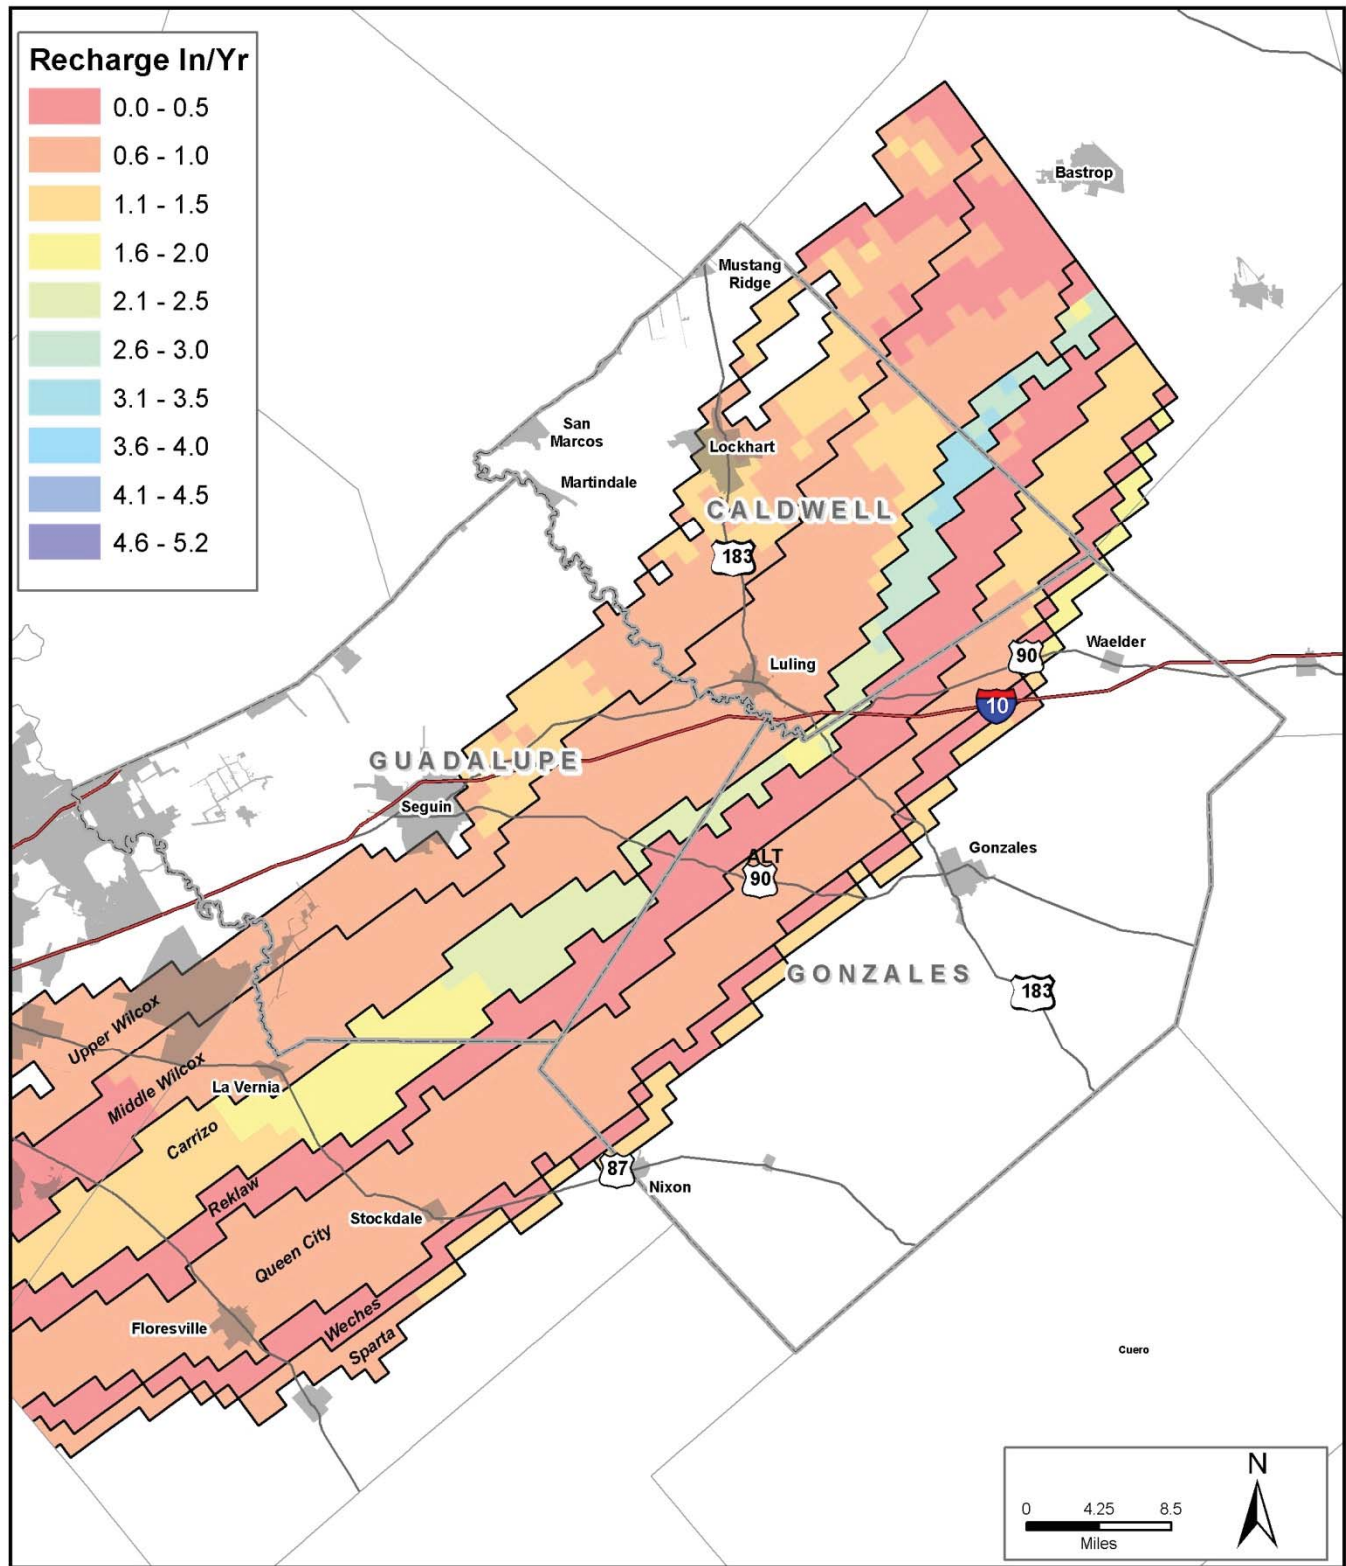 Recharge In/Yr
0.0 - 0.5
0.6 - 1.0
1.1 - 1.5
1.6 - 2.0
2.1 - 2.5
2.6 - 3.0
3.1 - 3.5
3.6 - 4.0
4.1 - 4.5
4.6 - 5.2
Bastrop
Mustang
Ridge
San
Marcos
Lockhart
Martindale
CALDWELL
183
Luling
90
Waelder
10
GUADALUPE
Seguin
Gonzales
ALT
90
GONZALES
183
Upper Wilcox
Middle Wilcox
La Vernia
Carrizo
87
Nixon
Reklaw
Stockdale
Queen City
Floresville
Weches
Sparta
Cuero
N
0 4.25 8.5
Miles